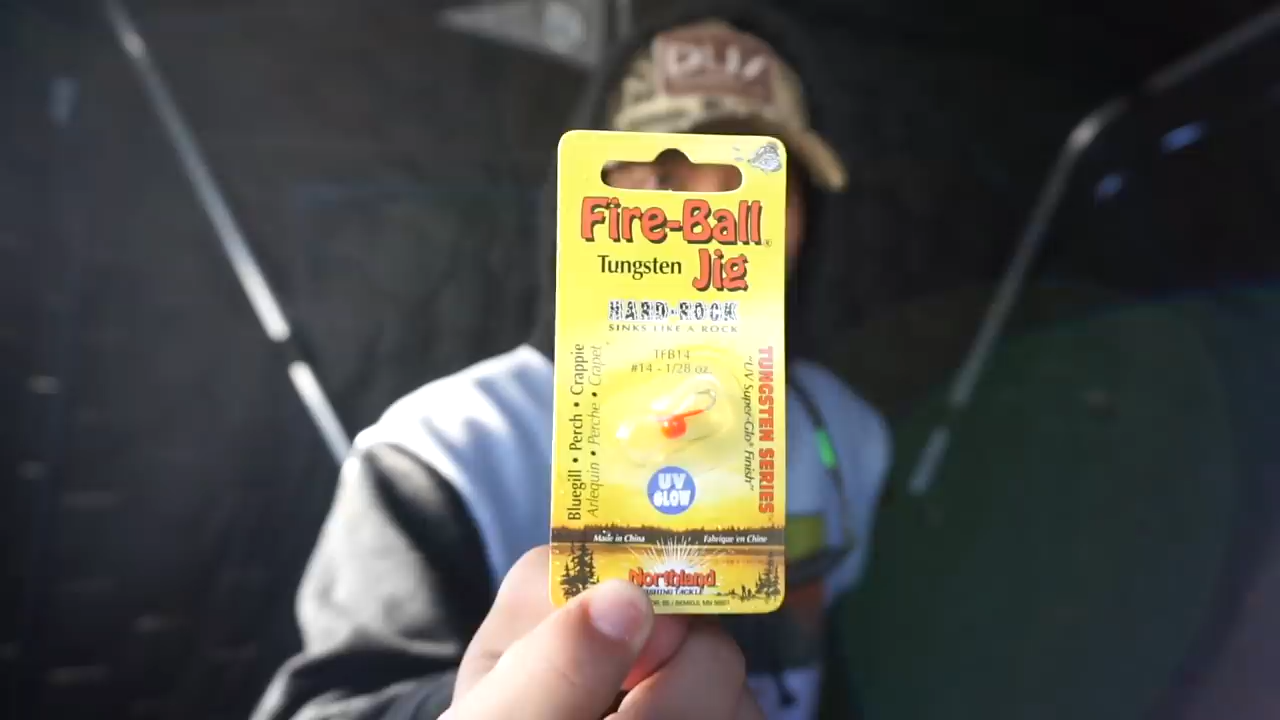 Fire-Ball®
Tungsten Jig
HARD-ROCK
SINKS LIKE A ROCK
TFB14
#14 - 1/28 oz.
Bluegill • Perch • Crappie
Arlequin • Perche • Crapet
TUNGSTEN SERIES
"UV Super-Glo® Finish"
UV
GLOW
Made in China
Fabriqué en Chine
Northland
FISHING TACKLE